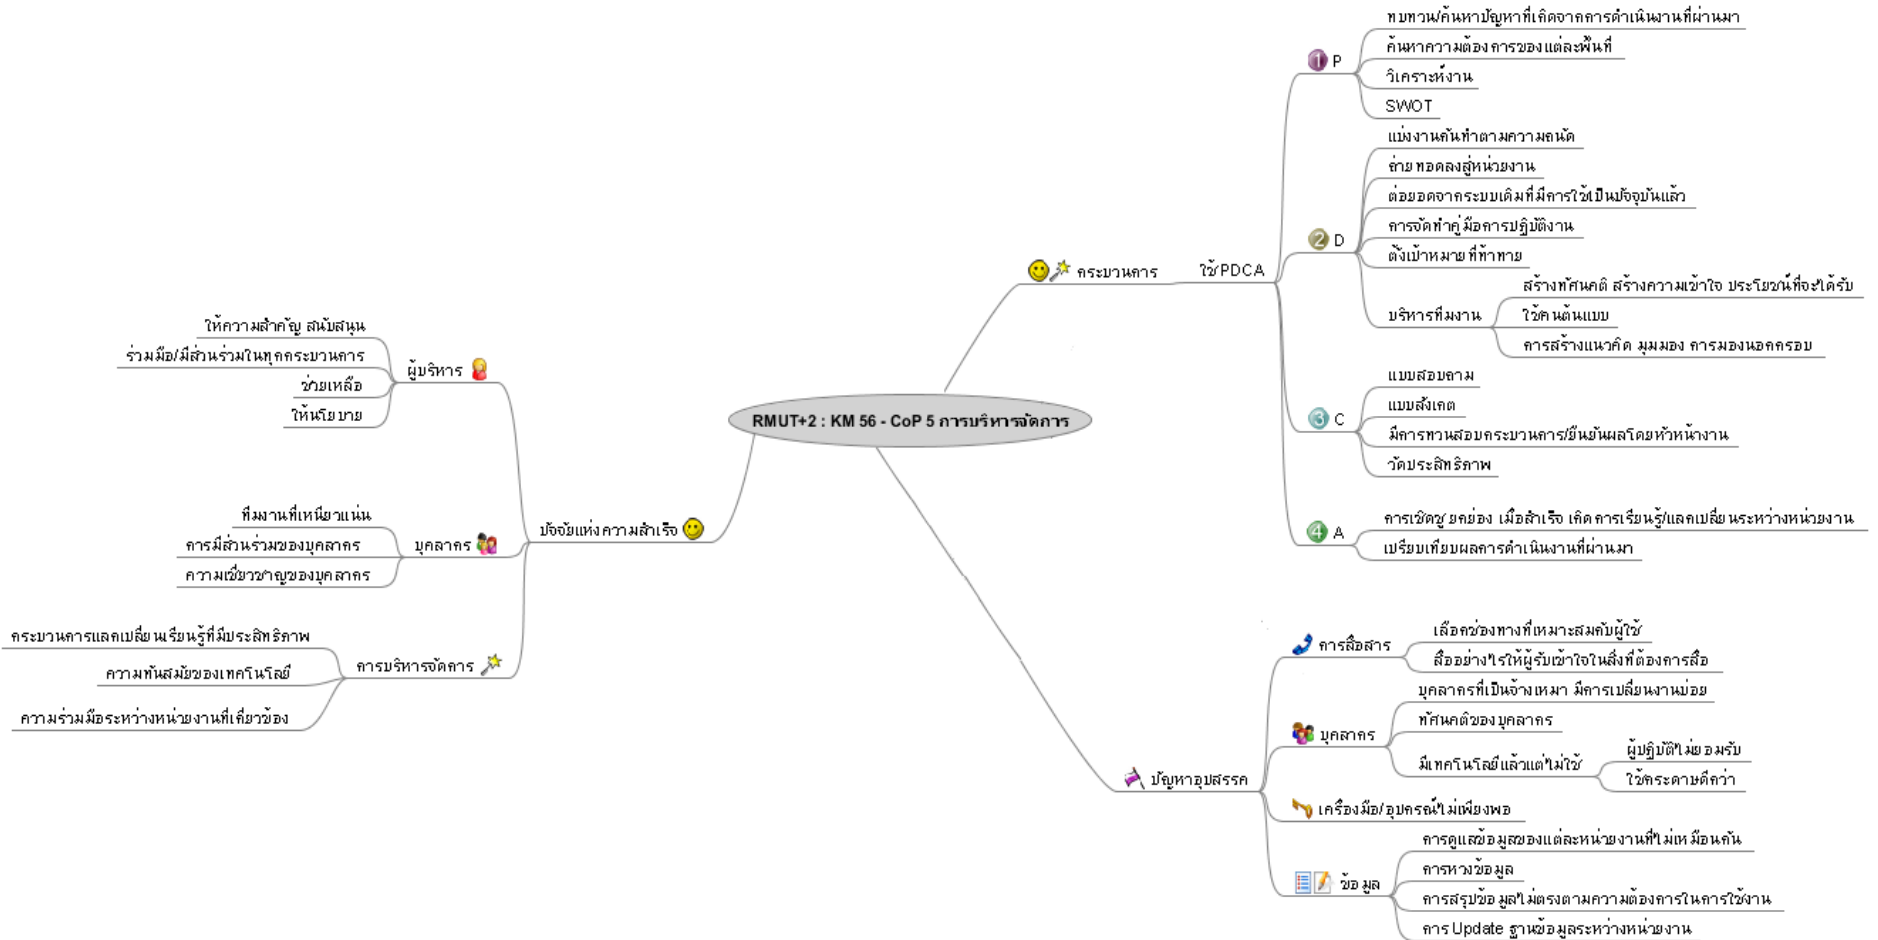 RMUT+2 : KM 56 - CoP 5 การบริหารจัดการ
กระบวนการ
ใช้PDCA
P
ทบทวน/ค้นหาปัญหาที่เกิดจากการดำเนินงานที่ผ่านมา
ค้นหาความต้องการของแต่ละพื้นที่
วิเคราะห์งาน
SWOT
D
แบ่งงานกันทำตามความถนัด
ถ่ายทอดลงสู่หน่วยงาน
ต่อยอดจากระบบเดิมที่มีการใช้เป็นปัจจุบันแล้ว
การจัดทำคู่มือการปฏิบัติงาน
ตั้งเป้าหมายที่ท้าทาย
บริหารทีมงาน
สร้างทัศนคติ สร้างความเข้าใจ ประโยชน์ที่จะได้รับ
ใช้คนต้นแบบ
การสร้างแนวคิด มุมมอง การมองนอกกรอบ
C
แบบสอบถาม
แบบสังเกต
มีการทวนสอบกระบวนการ/ยืนยันผลโดยหัวหน้างาน
วัดประสิทธิภาพ
A
การเชิดชู ยกย่อง เมื่อสำเร็จ เกิดการเรียนรู้/แลกเปลี่ยนระหว่างหน่วยงาน
เปรียบเทียบผลการดำเนินงานที่ผ่านมา
ปัญหาอุปสรรค
การสื่อสาร
เลือกช่องทางที่เหมาะสมกับผู้ใช้
สื่ออย่างไรให้ผู้รับเข้าใจในสิ่งที่ต้องการสื่อ
บุคลากร
บุคลากรที่เป็นจ้างเหมา มีการเปลี่ยนงานบ่อย
ทัศนคติของบุคลากร
มีเทคโนโลยีแล้วแต่ไม่ใช้
ผู้ปฏิบัติไม่ยอมรับ
ใช้กระดาษดีกว่า
เครื่องมือ/อุปกรณ์ไม่เพียงพอ
ข้อมูล
การดูแลข้อมูลของแต่ละหน่วยงานที่ไม่เหมือนกัน
การหวงข้อมูล
การสรุปข้อมูลไม่ตรงตามความต้องการในการใช้งาน
การ Update ฐานข้อมูลระหว่างหน่วยงาน
ปัจจัยแห่งความสำเร็จ
ผู้บริหาร
ให้ความสำคัญ สนับสนุน
ร่วมมือ/มีส่วนร่วมในทุกกระบวนการ
ช่วยเหลือ
ให้นโยบาย
บุคลากร
ทีมงานที่เหนียวแน่น
การมีส่วนร่วมของบุคลากร
ความเชี่ยวชาญของบุคลากร
การบริหารจัดการ
กระบวนการแลกเปลี่ยนเรียนรู้ที่มีประสิทธิภาพ
ความทันสมัยของเทคโนโลยี
ความร่วมมือระหว่างหน่วยงานที่เกี่ยวข้อง